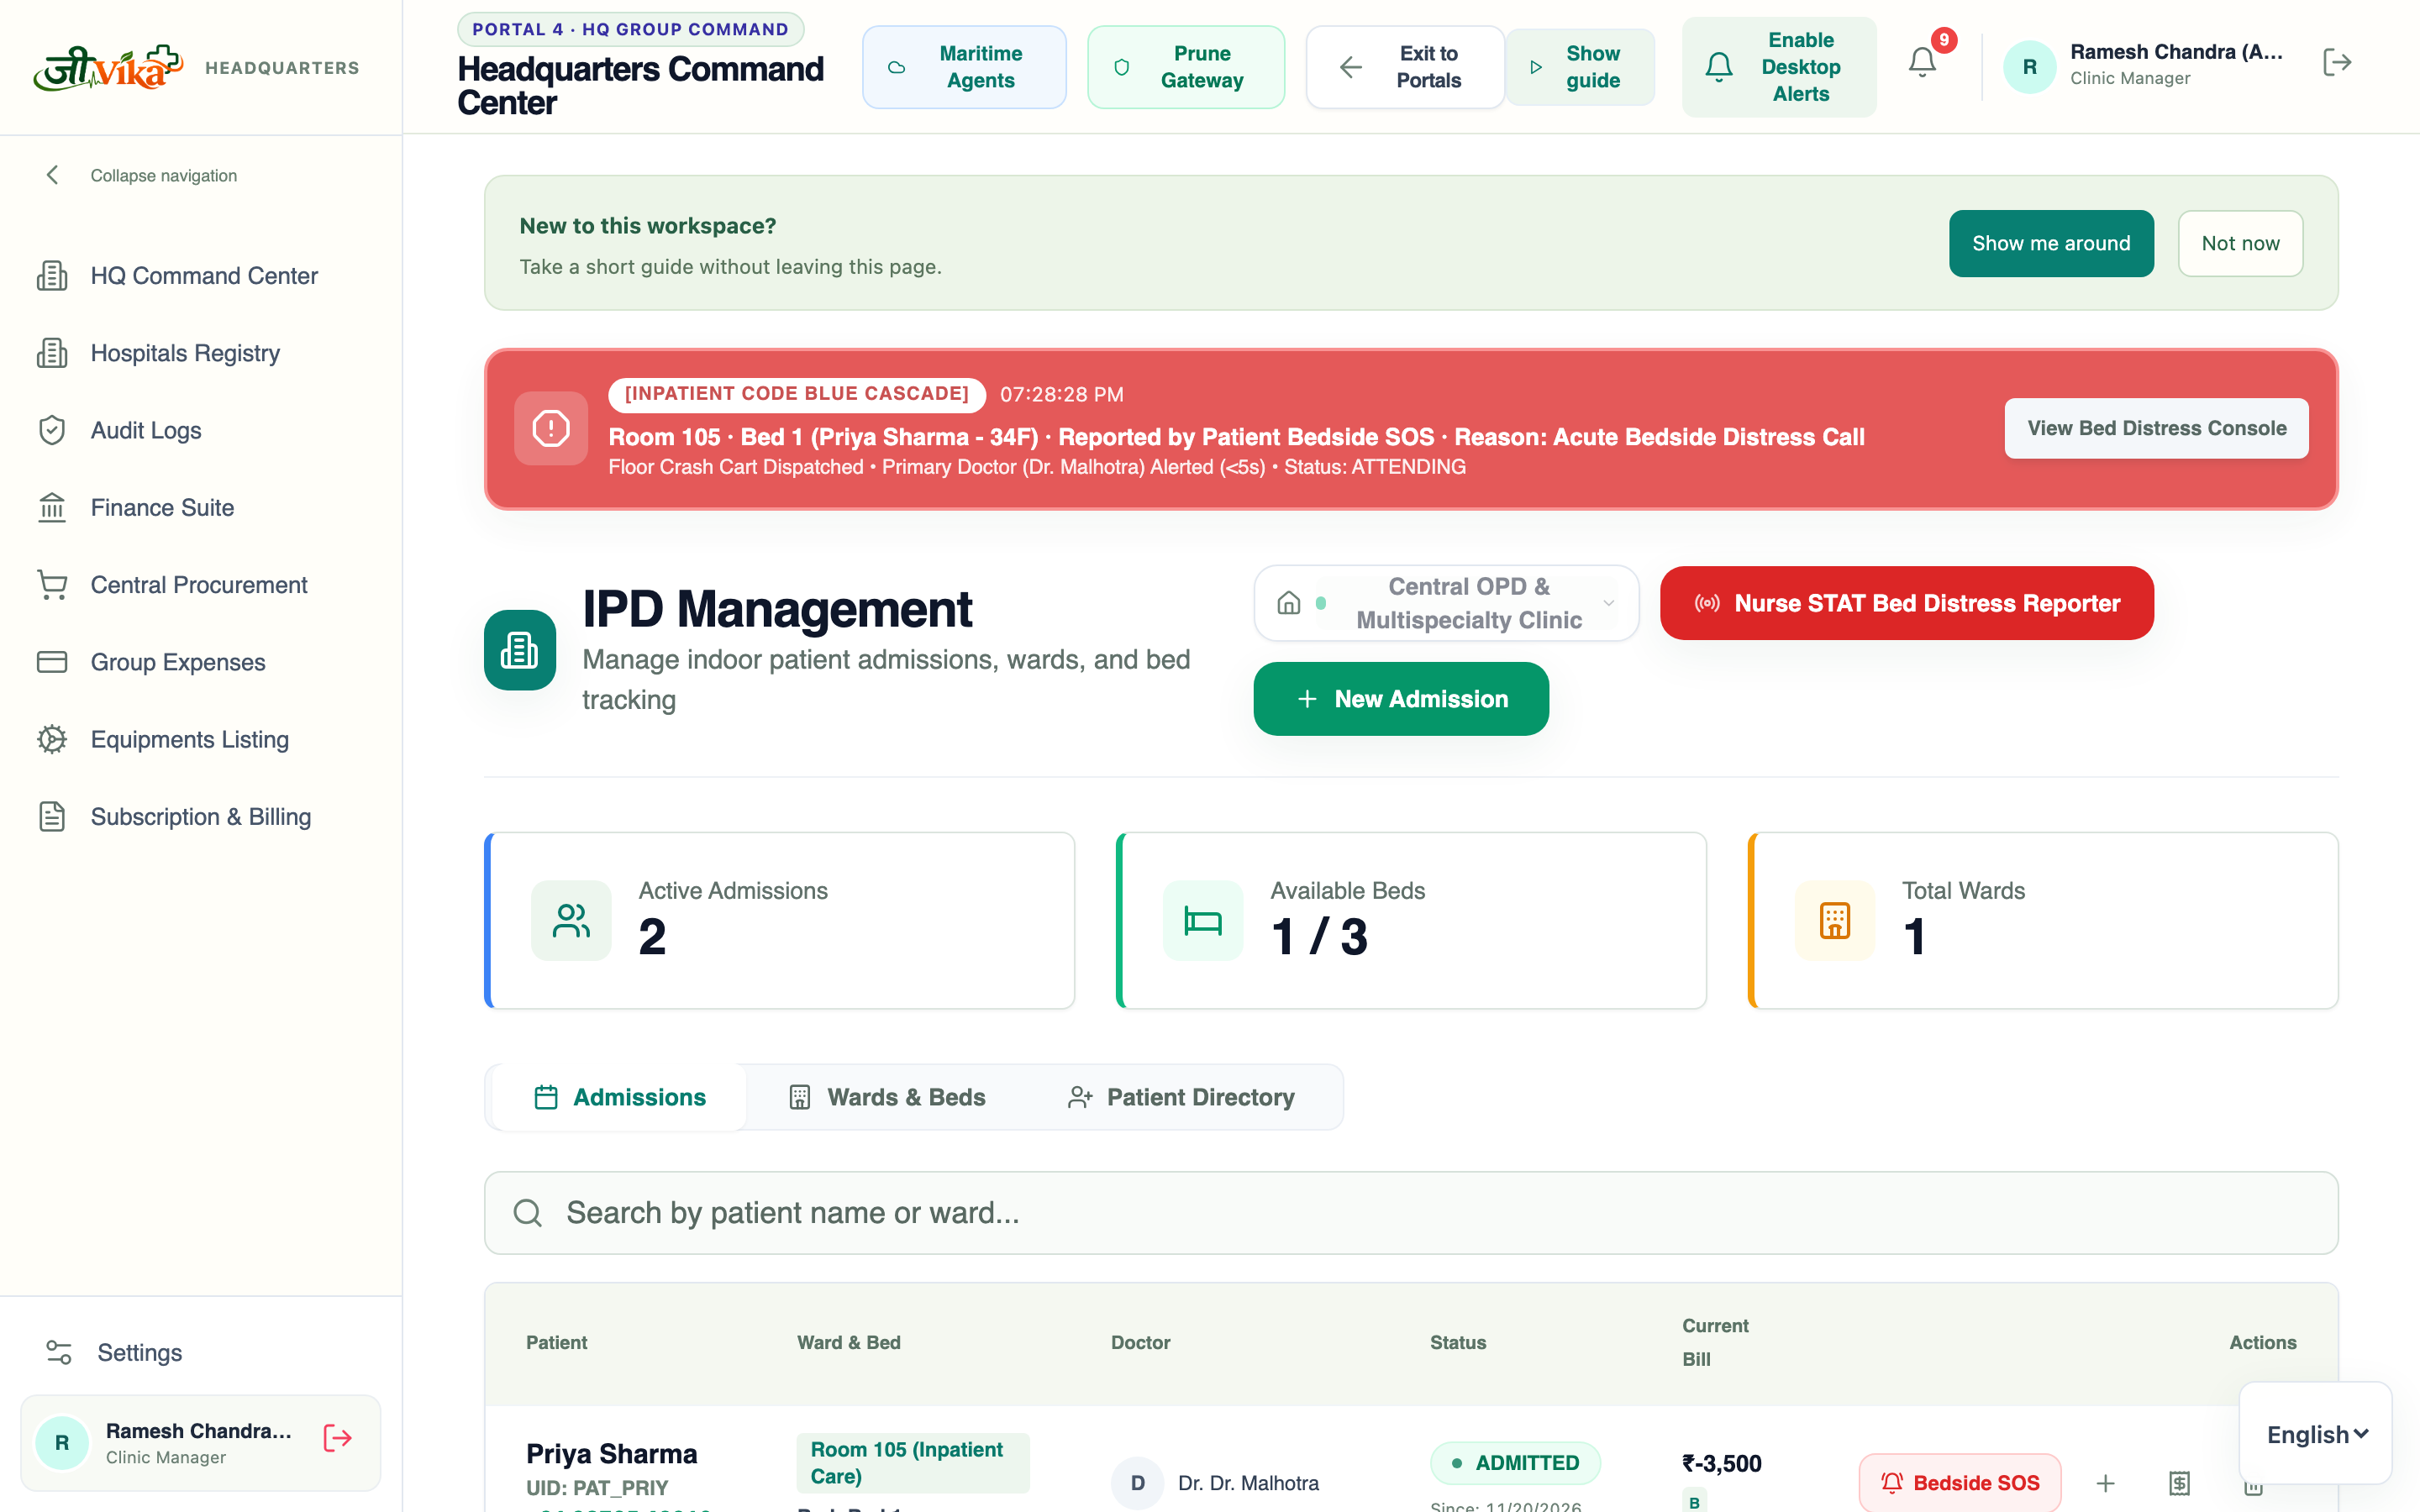 जीvika
HEADQUARTERS
Collapse navigation
HQ Command Center
Hospitals Registry
Audit Logs
Finance Suite
Central Procurement
Group Expenses
Equipments Listing
Subscription & Billing
Settings
R
Ramesh Chandra...
Clinic Manager
PORTAL 4 · HQ GROUP COMMAND
Headquarters Command
Center
Maritime
Agents
Prune
Gateway
Exit to
Portals
Show
guide
Enable
Desktop
Alerts
9
R
Ramesh Chandra (A...
Clinic Manager
New to this workspace?
Take a short guide without leaving this page.
Show me around
Not now
[INPATIENT CODE BLUE CASCADE]
07:28:28 PM
Room 105 · Bed 1 (Priya Sharma - 34F) · Reported by Patient Bedside SOS · Reason: Acute Bedside Distress Call
Floor Crash Cart Dispatched • Primary Doctor (Dr. Malhotra) Alerted (<5s) • Status: ATTENDING
View Bed Distress Console
IPD Management
Manage indoor patient admissions, wards, and bed
tracking
Central OPD &
Multispecialty Clinic
Nurse STAT Bed Distress Reporter
New Admission
Active Admissions
2
Available Beds
1 / 3
Total Wards
1
Admissions
Wards & Beds
Patient Directory
Search by patient name or ward...
Patient
Ward & Bed
Doctor
Status
Current
Bill
Actions
Priya Sharma
UID: PAT_PRIY
Room 105 (Inpatient
Care)
D
Dr. Dr. Malhotra
ADMITTED
Since: 11/20/2026
₹-3,500
B
Bedside SOS
English